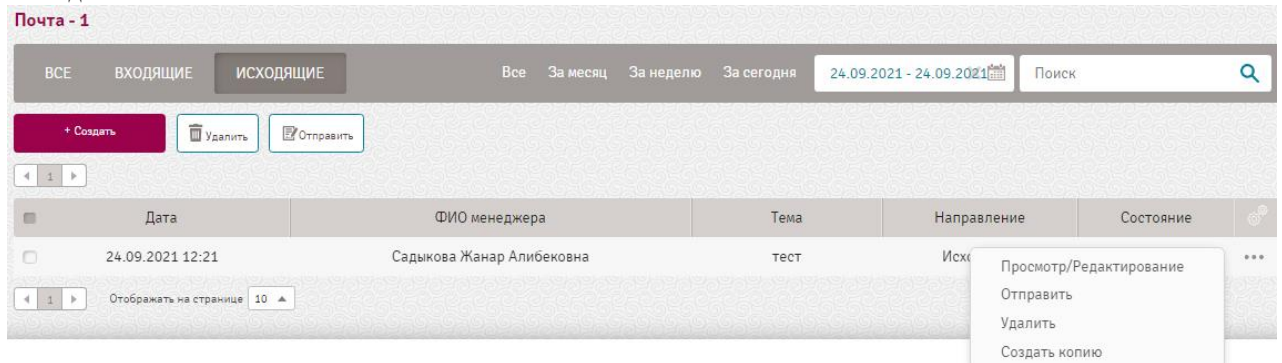 Почта - 1
ВСЕ ВХОДЯЩИЕ ИСХОДЯЩИЕ Все За месяц За неделю За сегодня 24.09.2021 - 24.09.2021 Поиск
+ Создать Удалить Отправить
1
Дата ФИО менеджера Тема Направление Состояние
24.09.2021 12:21 Садыкова Жанар Алибековна тест Исхо
Просмотр/Редактирование
1 Отображать на странице 10
Отправить
Удалить
Создать копию